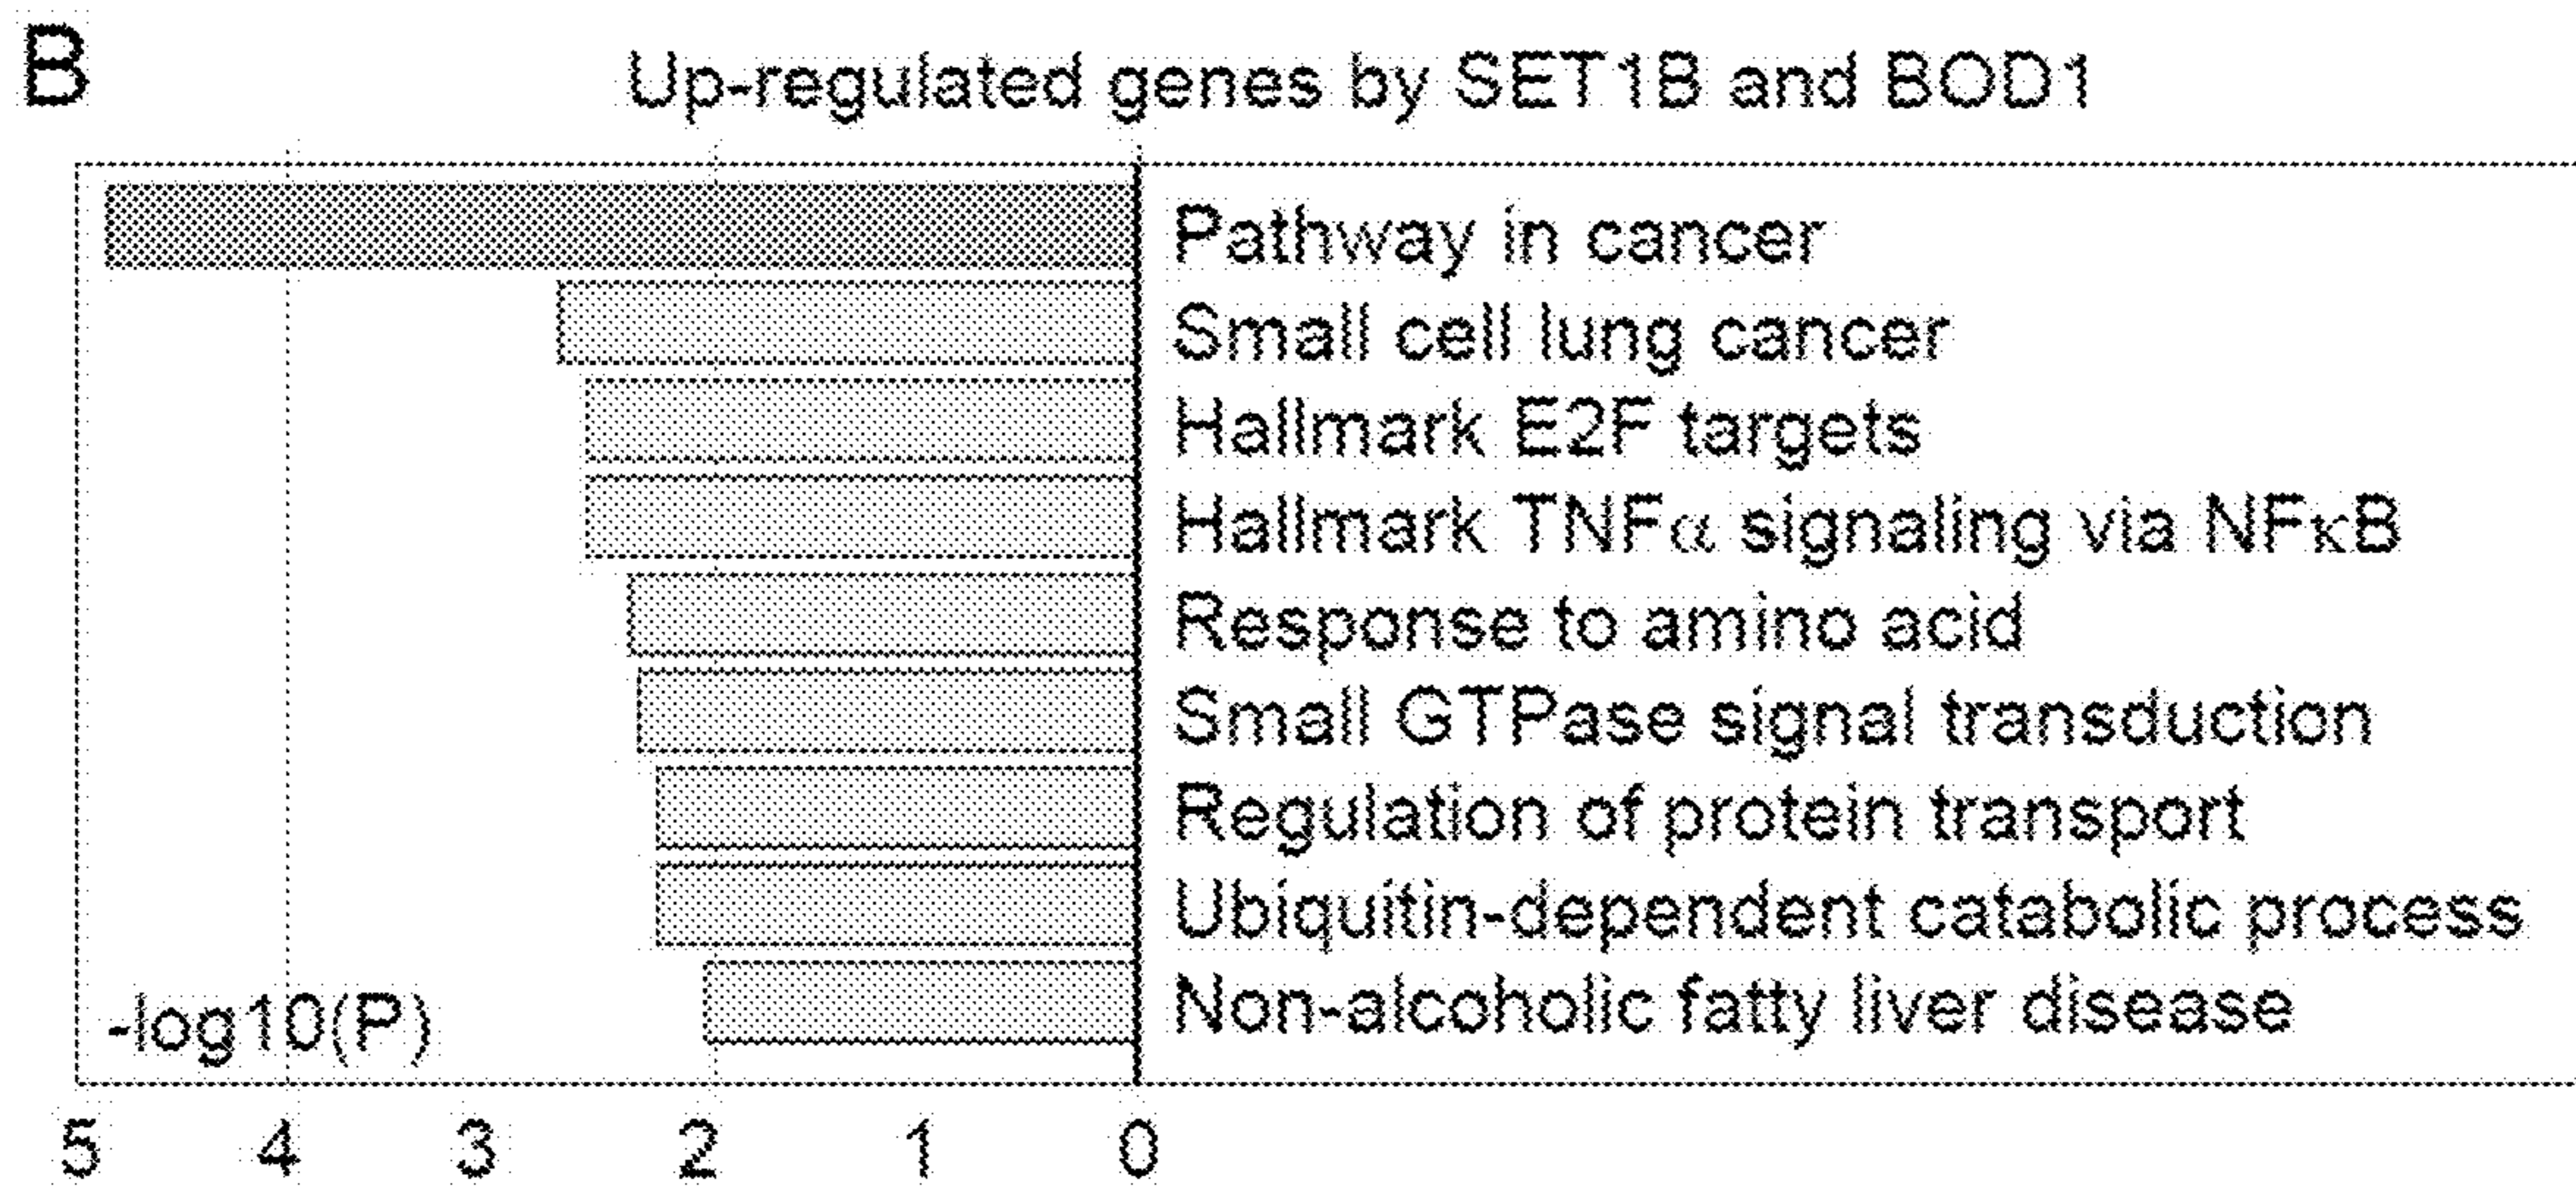 B
Up-regulated genes by SET1B and BOD1
Pathway in cancer
Small cell lung cancer
Hallmark E2F targets
Hallmark TNFα signaling via NFκB
Response to amino acid
Small GTPase signal transduction
Regulation of protein transport
Ubiquitin-dependent catabolic process
Non-alcoholic fatty liver disease
-log10(P)
5 4 3 2 1 0